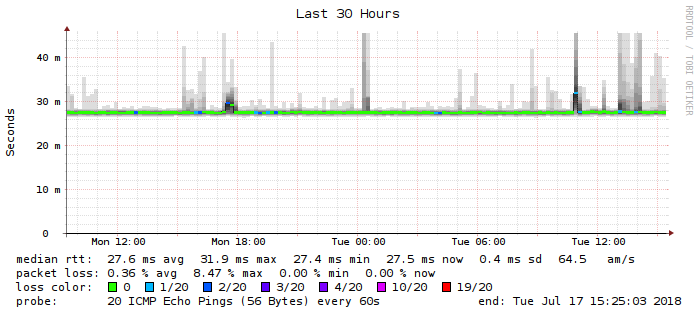 Last 30 Hours
RRDTOOL / TOBI OETIKER
Seconds
40 m
30 m
20 m
10 m
0
Mon 12:00 Mon 18:00 Tue 00:00 Tue 06:00 Tue 12:00
median rtt: 27.6 ms avg 31.9 ms max 27.4 ms min 27.5 ms now 0.4 ms sd 64.5 am/s
packet loss: 0.36 % avg 8.47 % max 0.00 % min 0.00 % now
loss color: 0 1/20 2/20 3/20 4/20 10/20 19/20
probe: 20 ICMP Echo Pings (56 Bytes) every 60s end: Tue Jul 17 15:25:03 2018